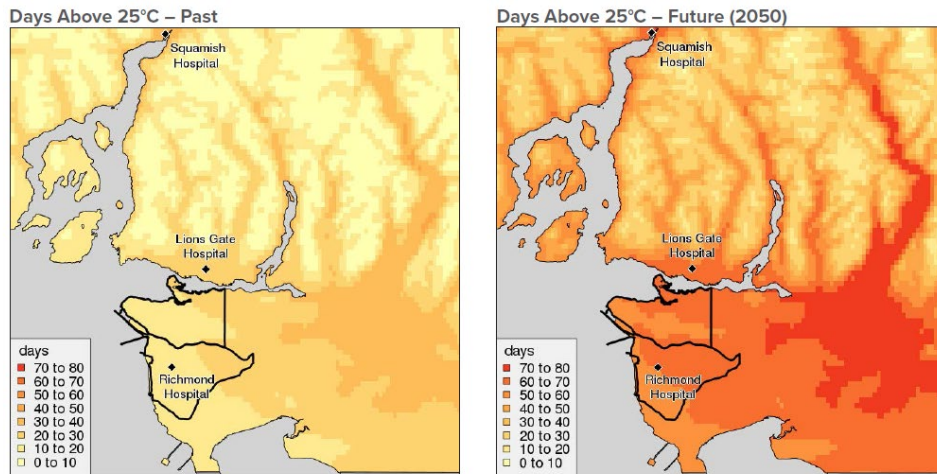 Days Above 25°C – Past
Squamish
Hospital
Lions Gate
Hospital
Richmond
Hospital
days
70 to 80
60 to 70
50 to 60
40 to 50
30 to 40
20 to 30
10 to 20
0 to 10
Days Above 25°C – Future (2050)
Squamish
Hospital
Lions Gate
Hospital
Richmond
Hospital
days
70 to 80
60 to 70
50 to 60
40 to 50
30 to 40
20 to 30
10 to 20
0 to 10